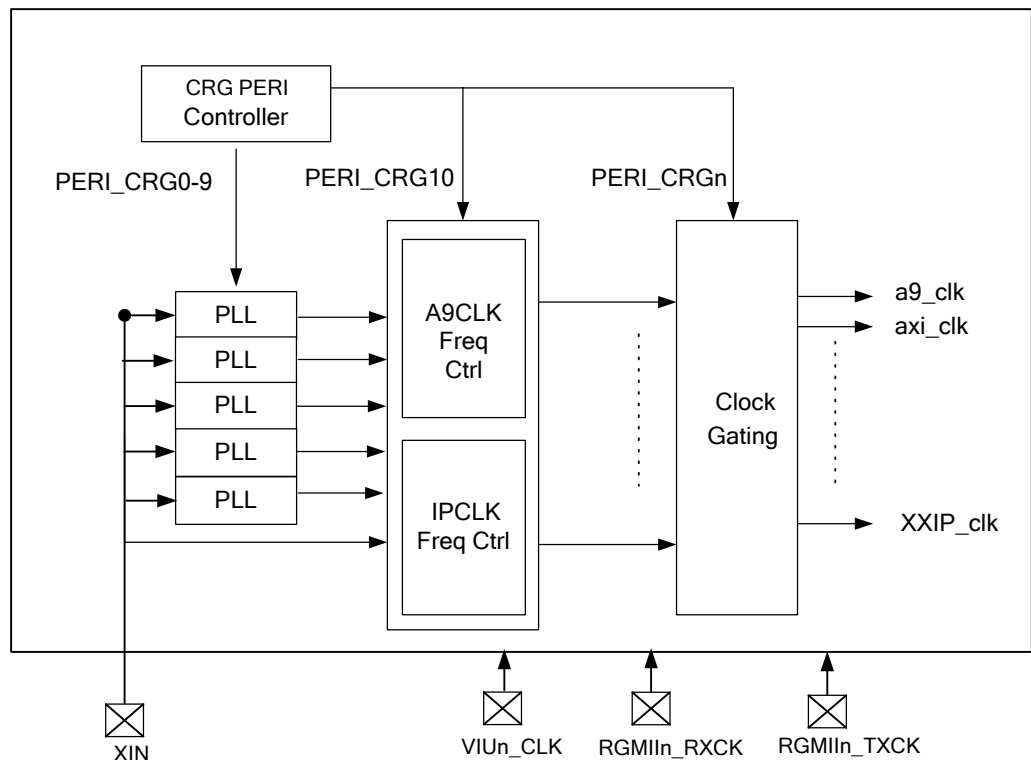 CRG PERI
Controller
PERI_CRG0-9
PERI_CRG10
PERI_CRGn
PLL
PLL
PLL
PLL
PLL
A9CLK
Freq
Ctrl
IPCLK
Freq Ctrl
Clock
Gating
a9_clk
axi_clk
XXIP_clk
XIN
VIUn_CLK
RGMIIn_RXCK
RGMIIn_TXCK